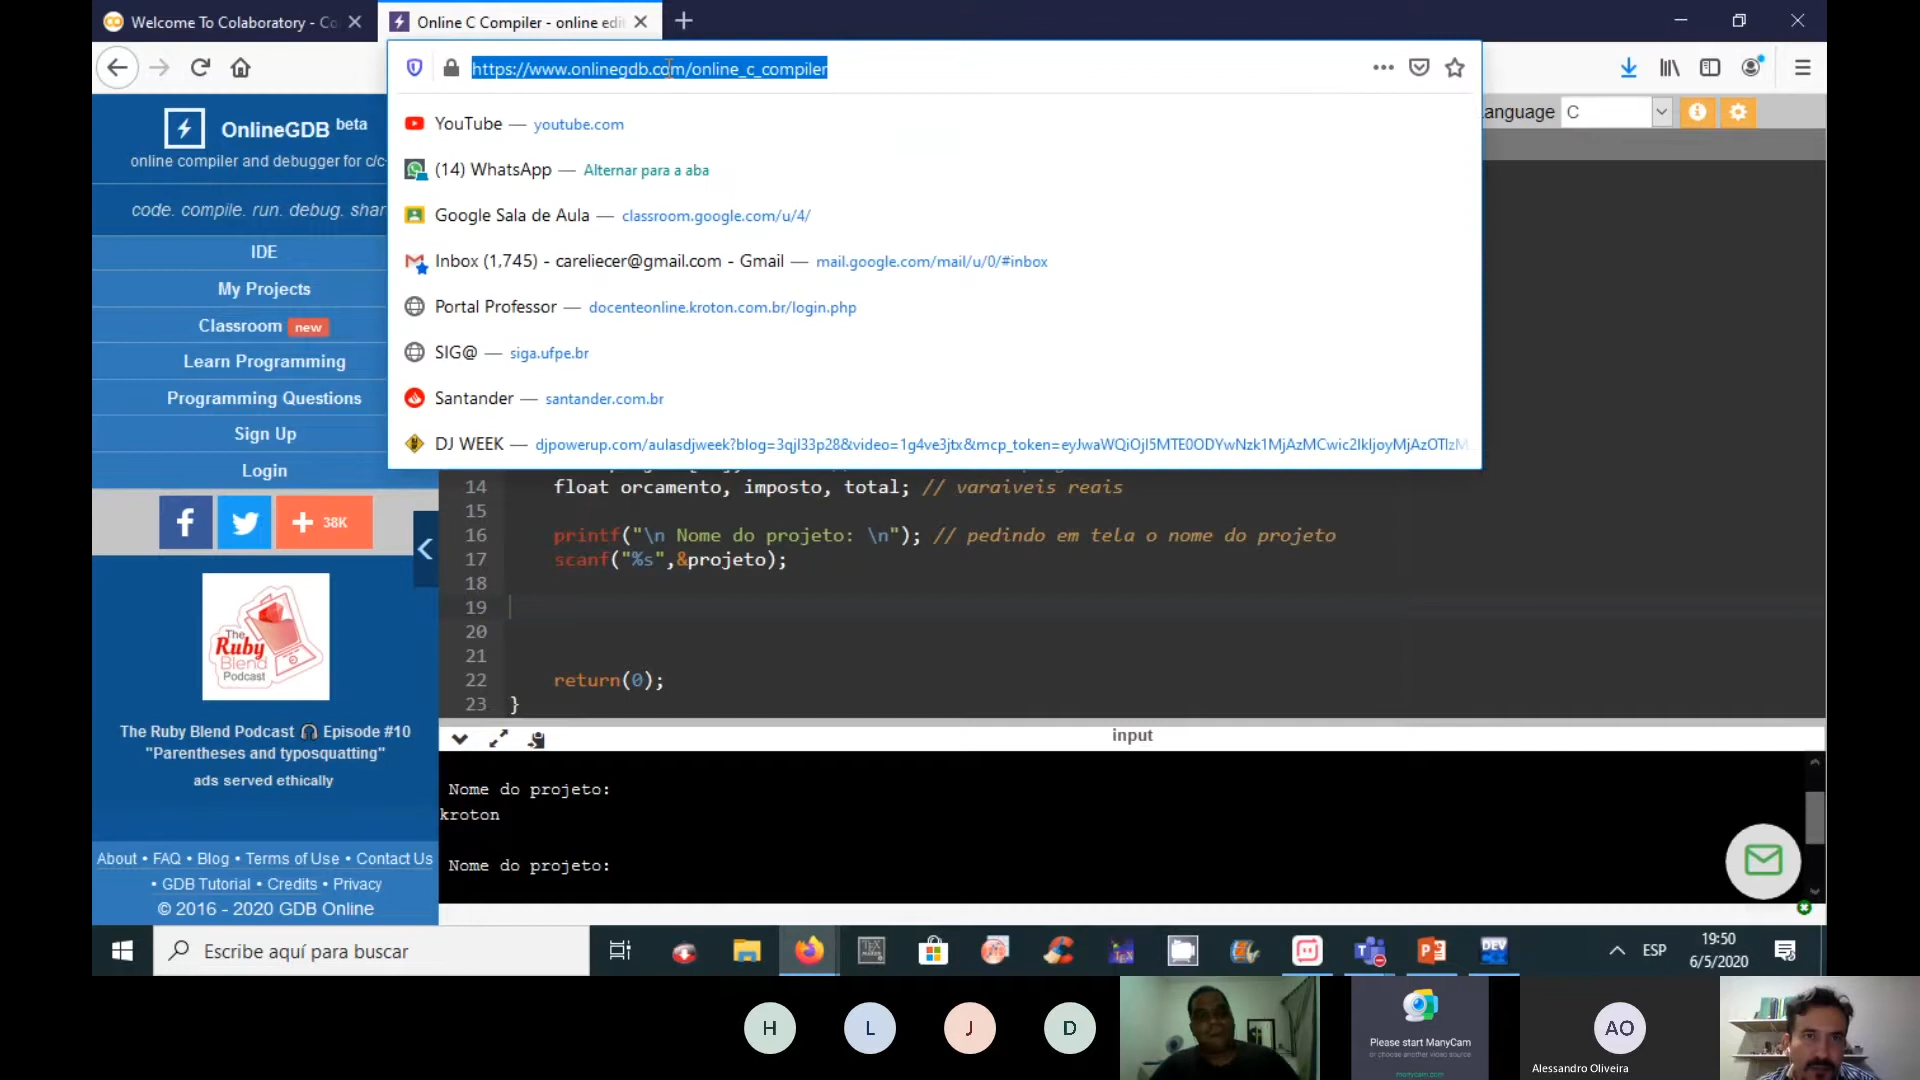 Welcome To Colaboratory - Co
Online C Compiler - online edi
https://www.onlinegdb.com/online_c_compiler
OnlineGDB beta
online compiler and debugger for c/c
code. compile. run. debug. shar
IDE
My Projects
Classroom new
Learn Programming
Programming Questions
Sign Up
Login
38K
YouTube — youtube.com
(14) WhatsApp — Alternar para a aba
Google Sala de Aula — classroom.google.com/u/4/
Inbox (1,745) - careliecer@gmail.com - Gmail — mail.google.com/mail/u/0/#inbox
Portal Professor — docenteonline.kroton.com.br/login.php
SIG@ — siga.ufpe.br
Santander — santander.com.br
DJ WEEK —
anguage C
14 float orcamento, imposto, total; // varaiveis reais
15
16 printf("\n Nome do projeto: \n"); // pedindo em tela o nome do projeto
17 scanf("%s",&projeto);
18
19
20
21
22 return(0);
23 }
The Ruby Blend Podcast
The Ruby Blend Podcast 🎧 Episode #10
"Parentheses and typosquatting"
ads served ethically
About • FAQ • Blog • Terms of Use • Contact Us
• GDB Tutorial • Credits • Privacy
© 2016 - 2020 GDB Online
input
Nome do projeto:
kroton
Nome do projeto:
Escribe aquí para buscar
DEV
ESP
19:50
6/5/2020
H
L
J
D
Please start ManyCam
or choose another video source
manycam.com
AO
Alessandro Oliveira